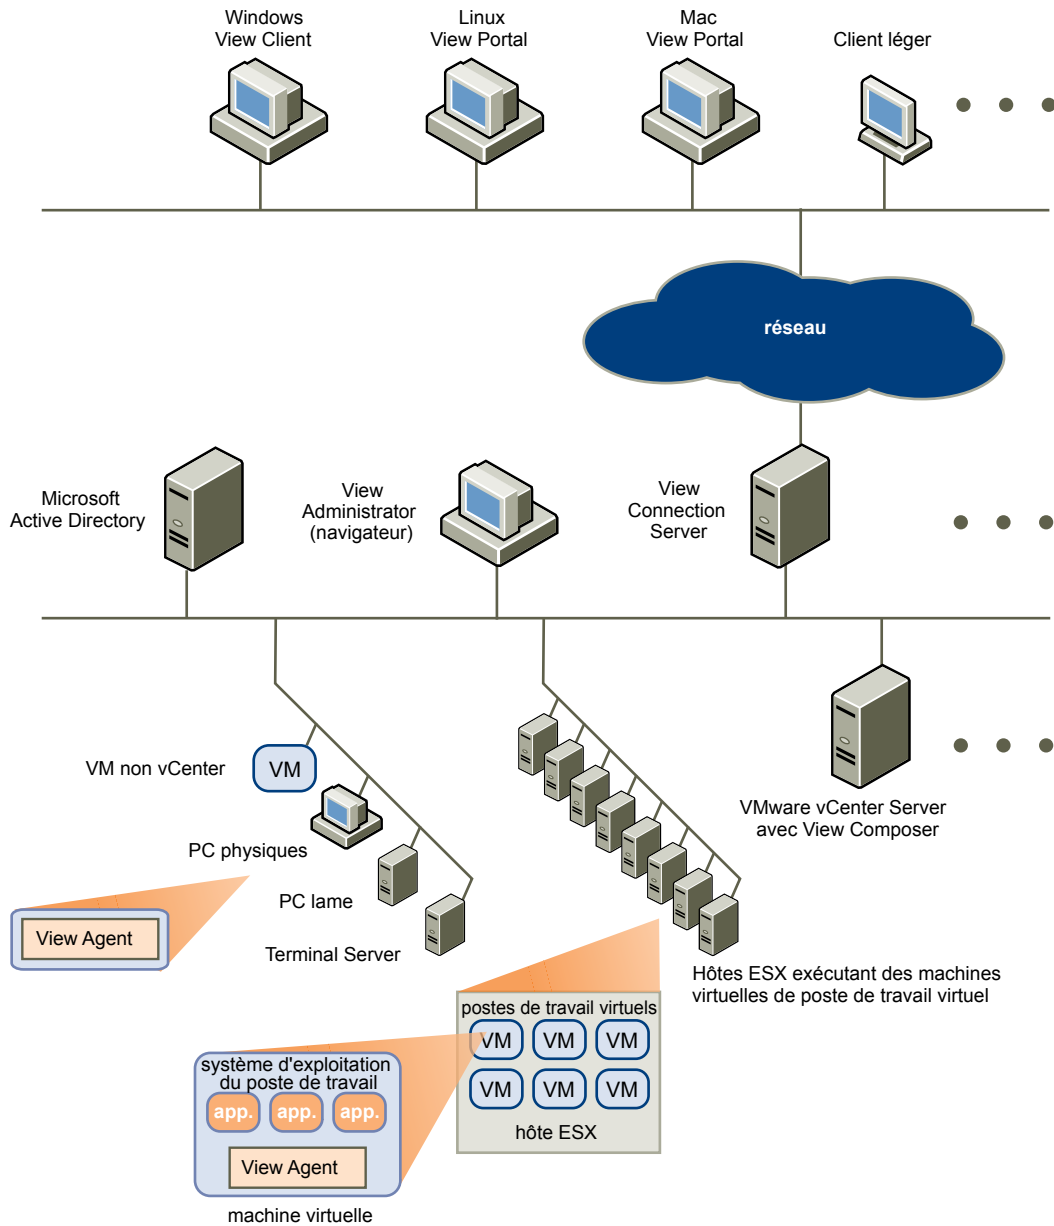 Windows
View Client
Linux
View Portal
Mac
View Portal
Client léger
réseau
Microsoft
Active Directory
View
Administrator
(navigateur)
View
Connection
Server
VM non vCenter
VM
PC physiques
PC lame
Terminal Server
View Agent
VMware vCenter Server
avec View Composer
Hôtes ESX exécutant des machines
virtuelles de poste de travail virtuel
postes de travail virtuels
VM VM VM
VM VM VM
hôte ESX
système d'exploitation
du poste de travail
app. app. app.
View Agent
machine virtuelle